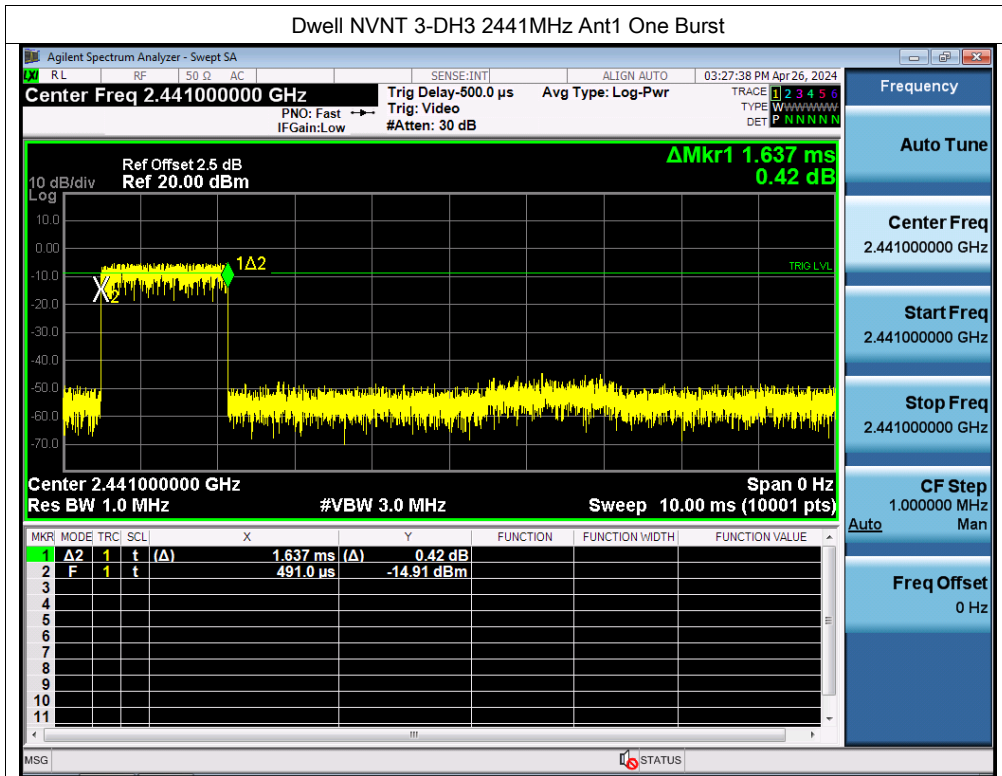 Dwell NVNT 3-DH3 2441MHz Ant1 One Burst
Agilent Spectrum Analyzer - Swept SA
LXI RL RF 50 Ω AC SENSE:INT ALIGN AUTO 03:27:38 PM Apr 26, 2024
Center Freq 2.441000000 GHz Trig Delay-500.0 µs Avg Type: Log-Pwr TRACE 1 2 3 4 5 6
PNO: Fast Trig: Video TYPE WWWWWW
IFGain:Low #Atten: 30 dB DET P N N N N N
ΔMkr1 1.637 ms
0.42 dB
Ref Offset 2.5 dB
10 dB/div Ref 20.00 dBm
Log
10.0
0.00
-10.0
-20.0
-30.0
-40.0
-50.0
-60.0
-70.0
1Δ2
2
TRIG LVL
Center 2.441000000 GHz Span 0 Hz
Res BW 1.0 MHz #VBW 3.0 MHz Sweep 10.00 ms (10001 pts)
MKR MODE TRC SCL X Y FUNCTION FUNCTION WIDTH FUNCTION VALUE
1 Δ2 1 t (Δ) 1.637 ms (Δ) 0.42 dB
2 F 1 t 491.0 µs -14.91 dBm
3
4
5
6
7
8
9
10
11
MSG STATUS
Frequency
Auto Tune
Center Freq
2.441000000 GHz
Start Freq
2.441000000 GHz
Stop Freq
2.441000000 GHz
CF Step
1.000000 MHz
Auto Man
Freq Offset
0 Hz